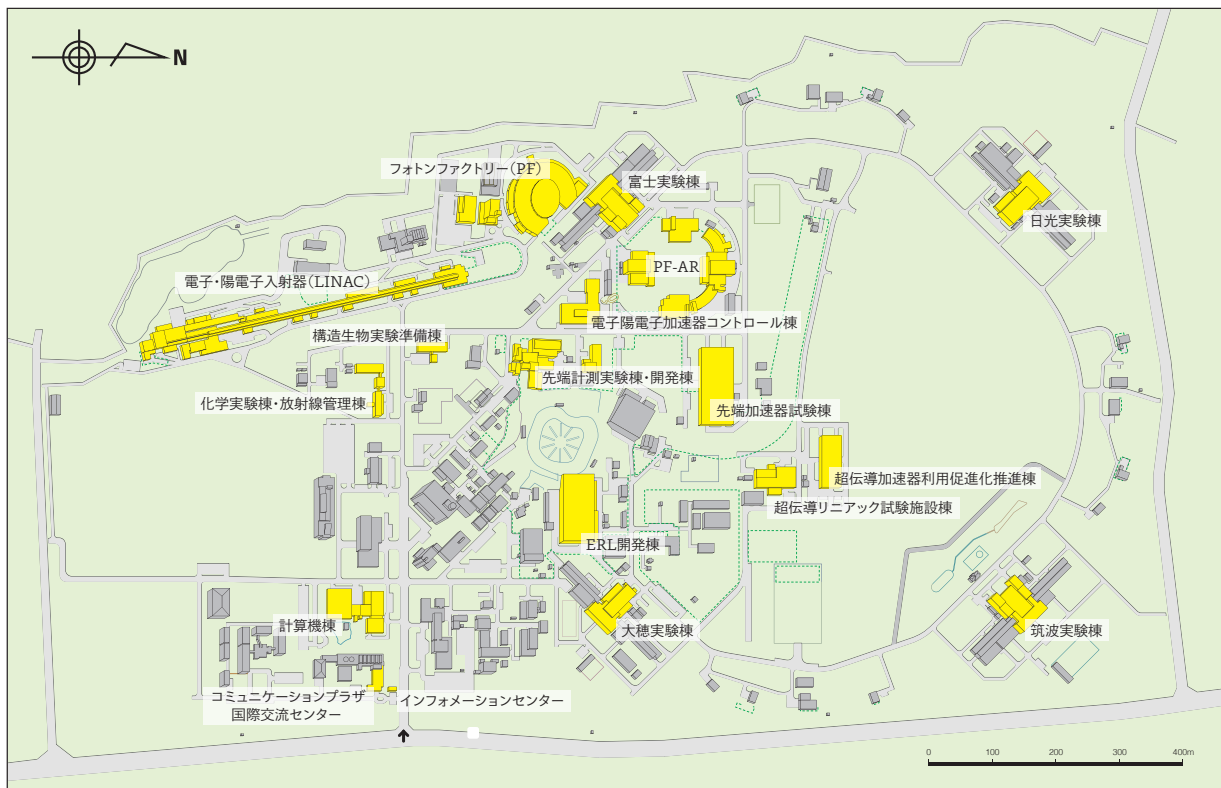 N
フォトンファクトリー(PF)
富士実験棟
日光実験棟
PF-AR
電子・陽電子入射器(LINAC)
電子陽電子加速器コントロール棟
構造生物実験準備棟
先端計測実験棟・開発棟
化学実験棟・放射線管理棟
先端加速器試験棟
超伝導加速器利用促進化推進棟
超伝導リニアック試験施設棟
ERL開発棟
計算機棟
大穂実験棟
筑波実験棟
コミュニケーションプラザ
国際交流センター
インフォメーションセンター
0 100 200 300 400m